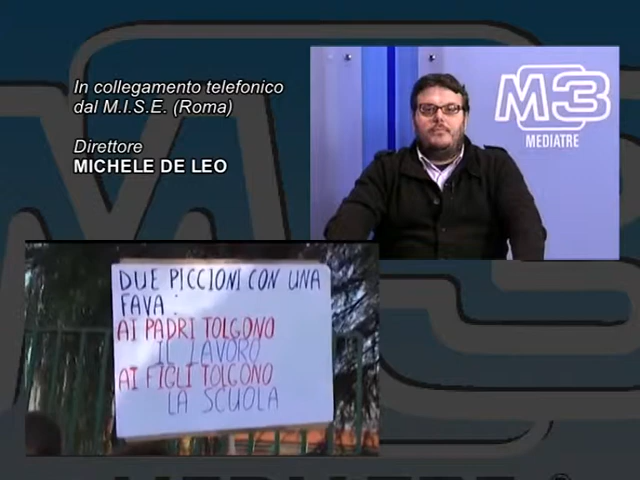 In collegamento telefonico
dal M.I.S.E. (Roma)
Direttore
MICHELE DE LEO
M3
MEDIATRE
DUE PICCIONI CON UNA
FAVA:
AI PADRI TOLGONO
IL LAVORO
AI FIGLI TOLGONO
LA SCUOLA